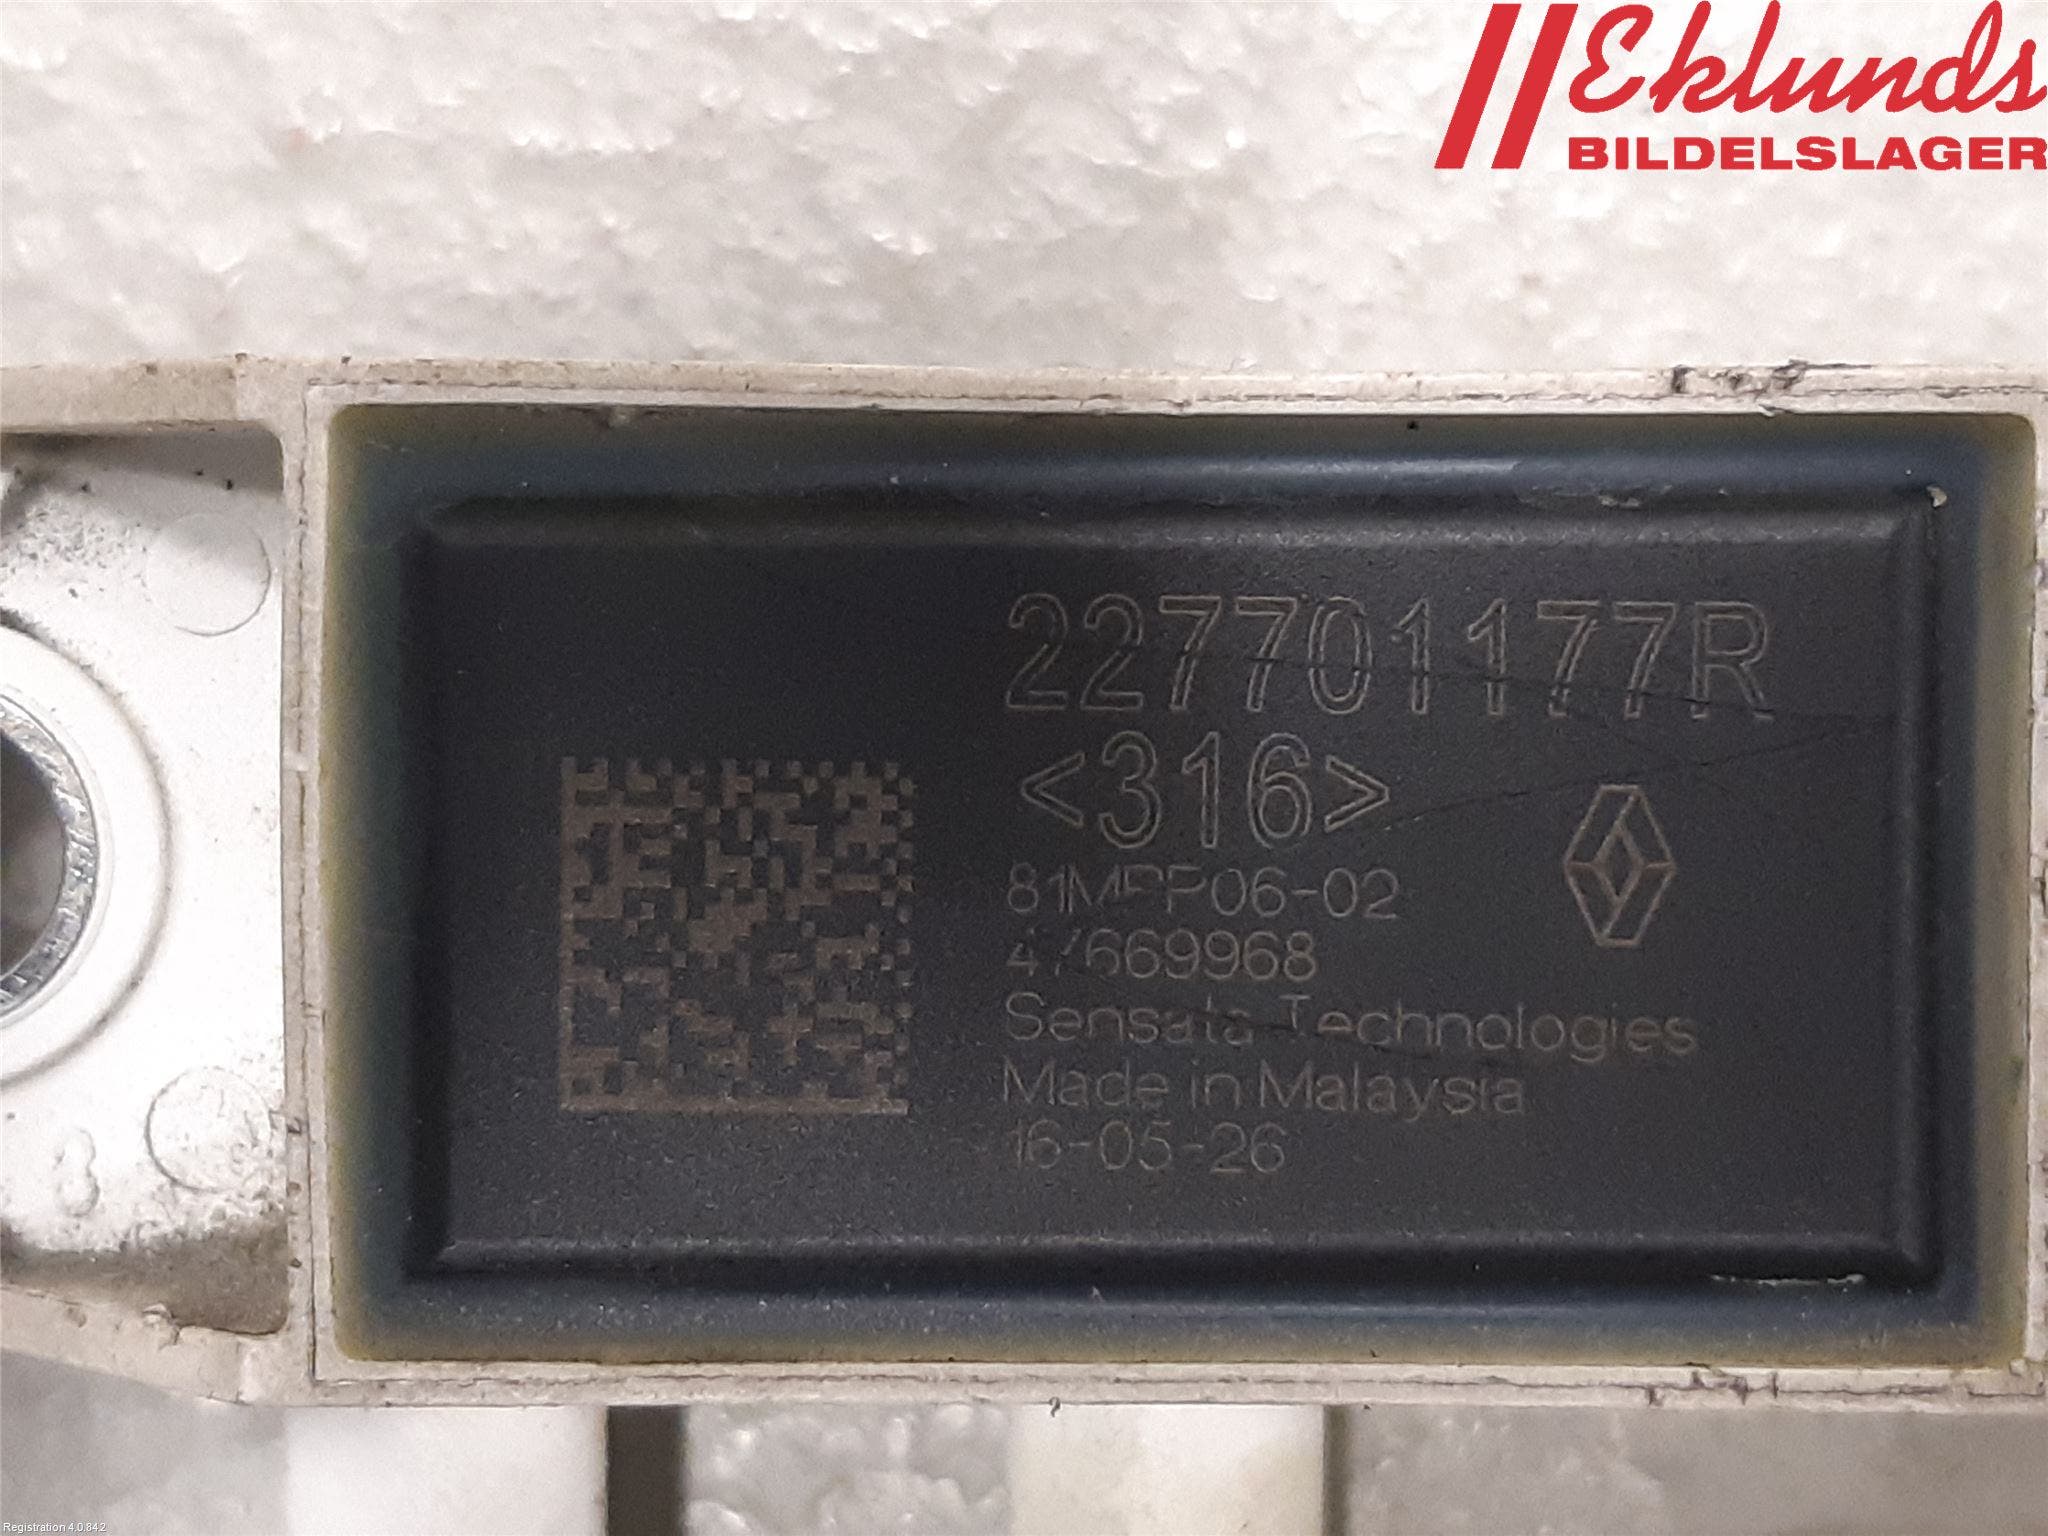 Eklunds
BILDELSLAGER
227701177R
<316>
81MPP06-02
47669968
Sensata Technologies
Made in Malaysia
16-05-26
Registration 4.0.842